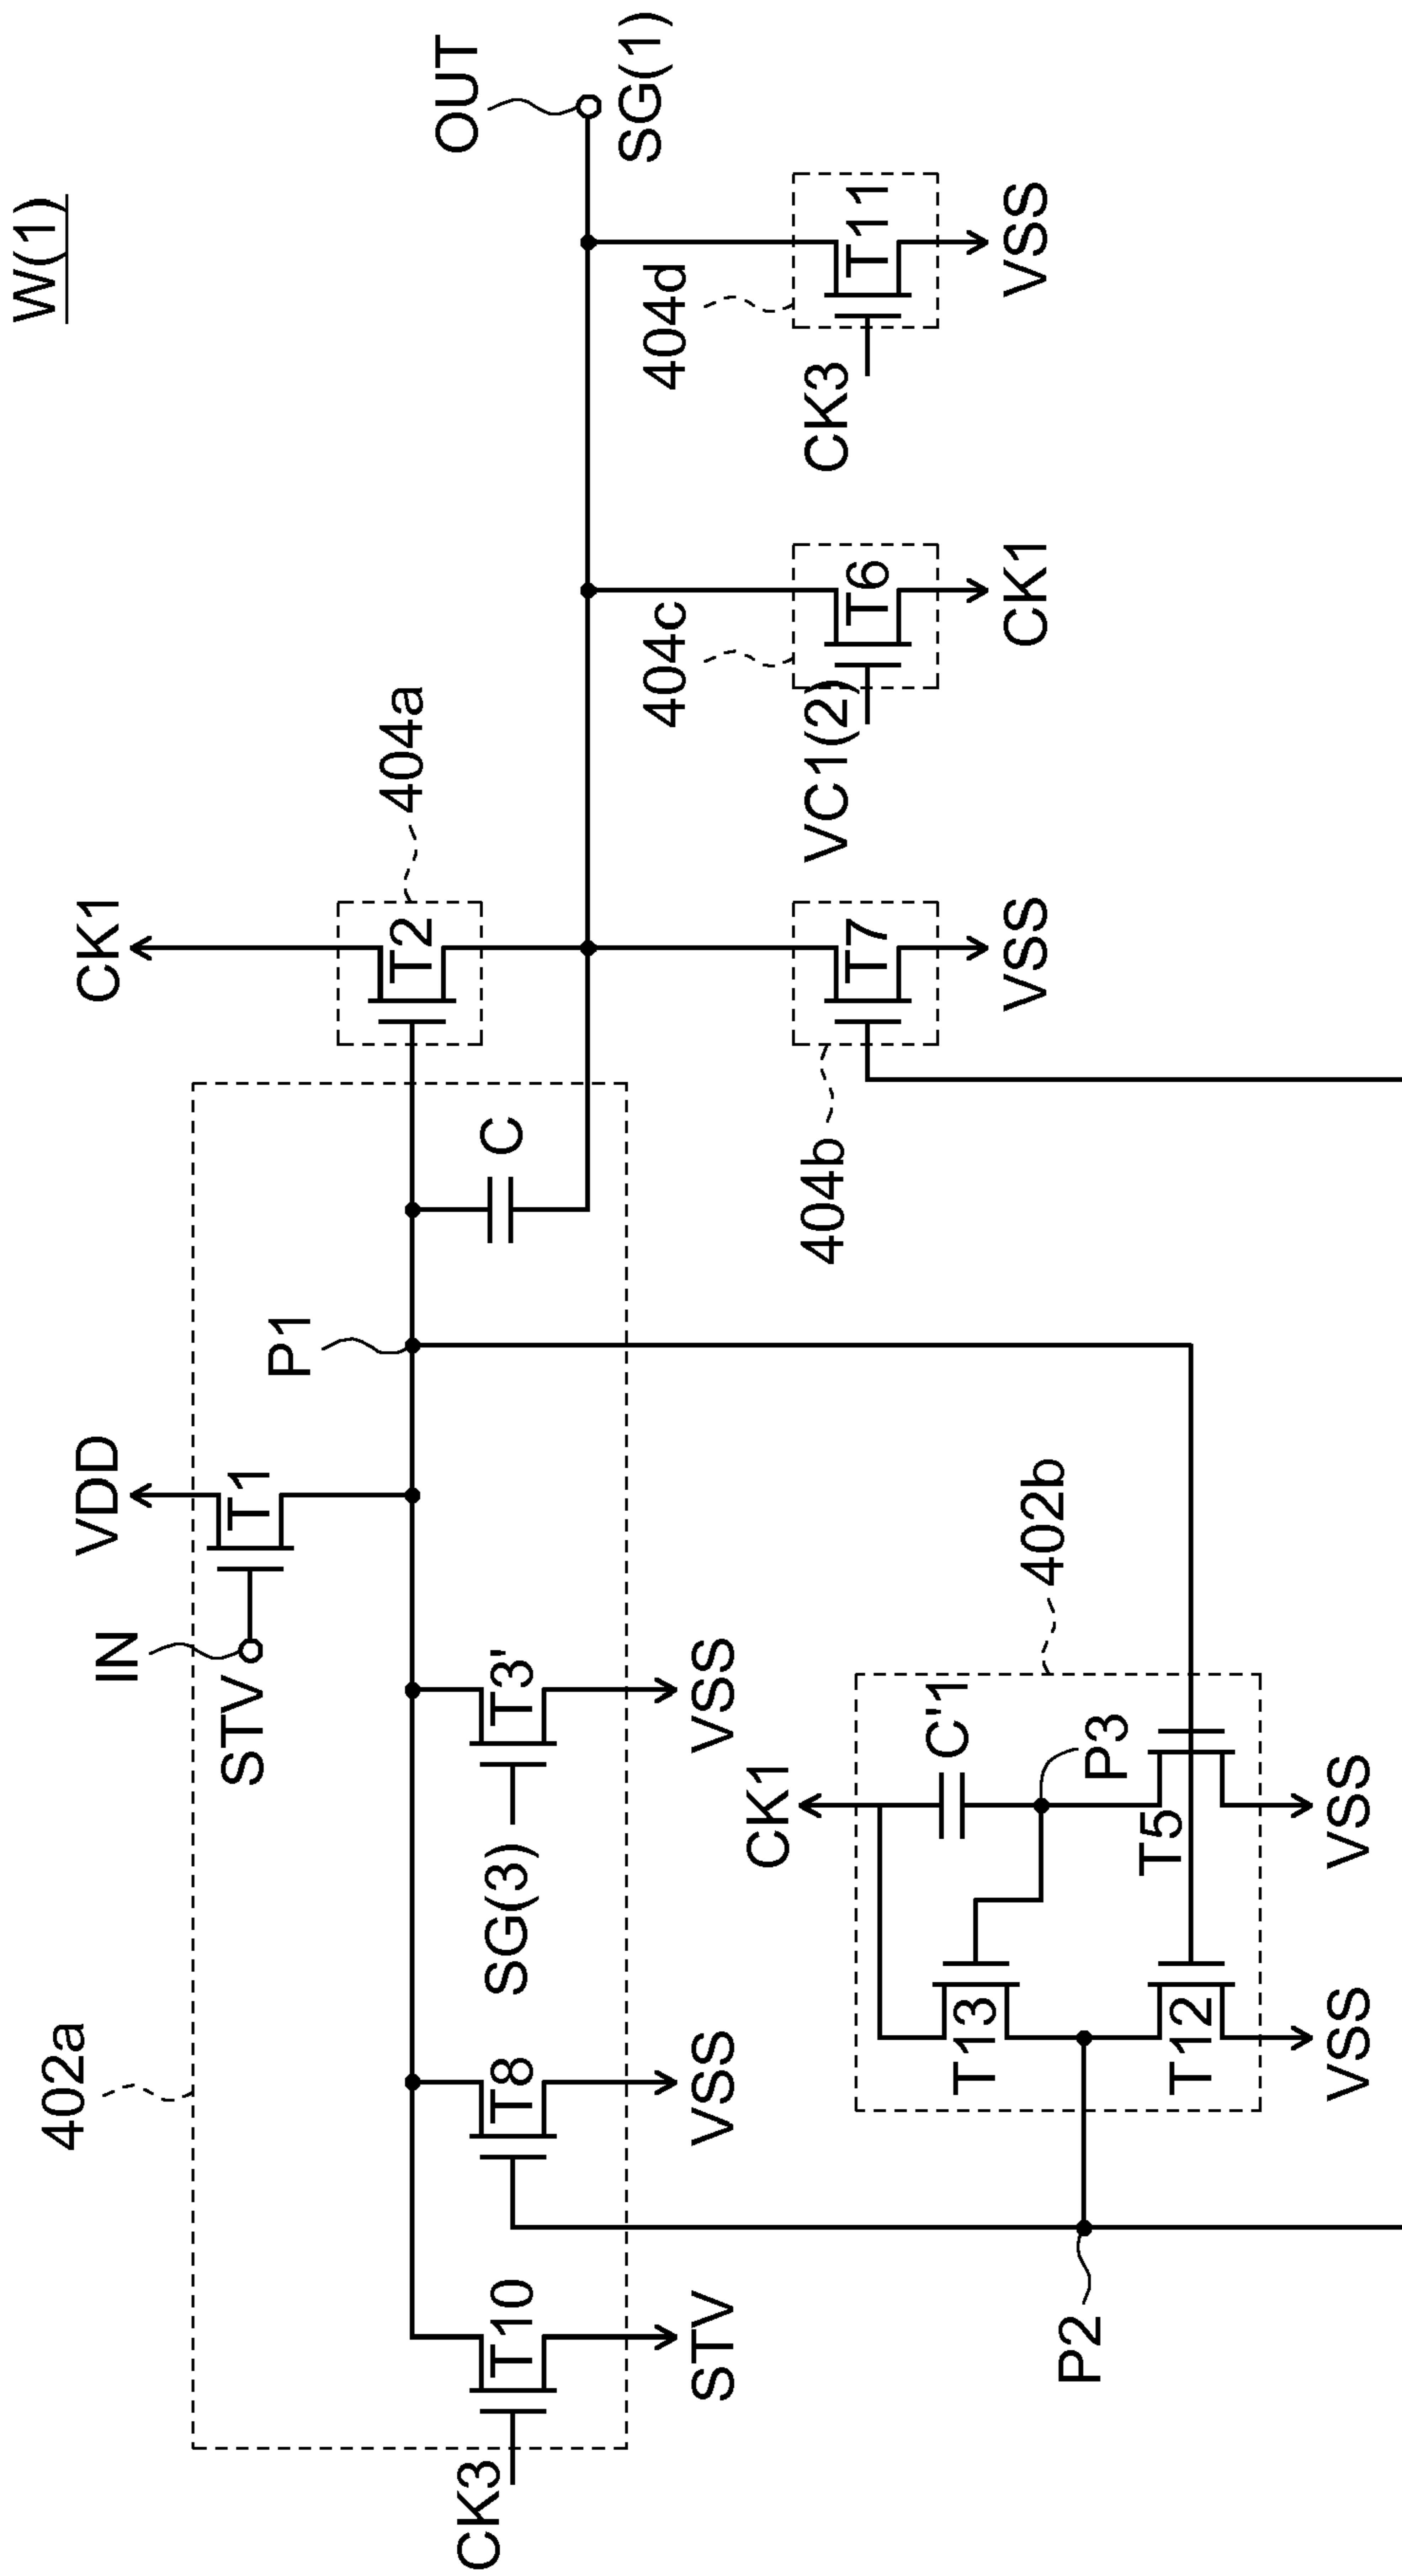 W(1)
402a
IN
STV
VDD
T1
P1
CK1
T2
404a
OUT
SG(1)
CK3
T10
STV
T8
VSS
SG(3)
T3'
VSS
C
404b
T7
VSS
VC1(2)
404c
T6
CK1
CK3
404d
T11
VSS
P2
CK1
T13
C'1
P3
402b
T12
VSS
T5
VSS